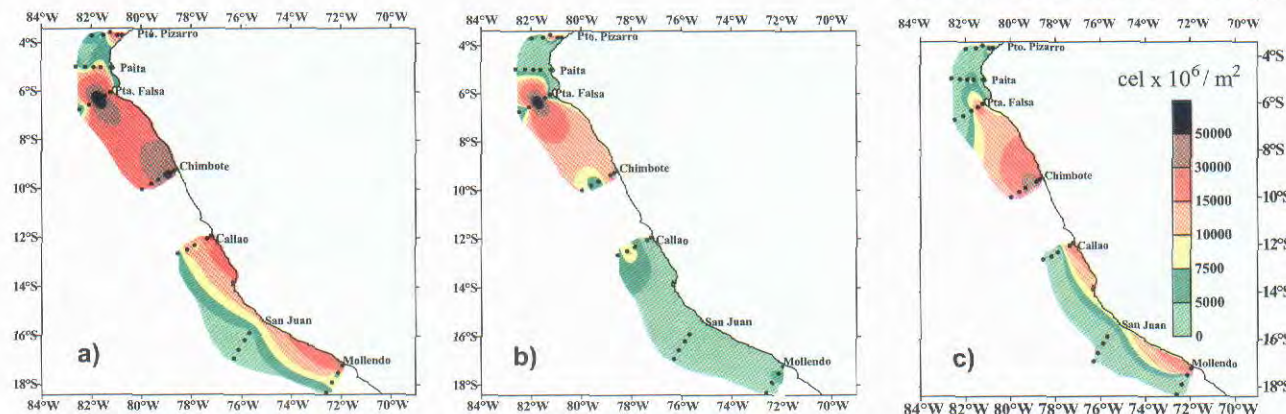 84°W 82°W 80°W 78°W 76°W 74°W 72°W 70°W
4°S
6°S
8°S
10°S
12°S
14°S
16°S
18°S
Pto. Pizarro
Paita
Pta. Falsa
Chimbote
Callao
San Juan
Mollendo
a)
84°W 82°W 80°W 78°W 76°W 74°W 72°W 70°W
84°W 82°W 80°W 78°W 76°W 74°W 72°W 70°W
4°S
6°S
8°S
10°S
12°S
14°S
16°S
18°S
Pto. Pizarro
Paita
Pta. Falsa
Chimbote
Callao
San Juan
Mollendo
b)
84°W 82°W 80°W 78°W 76°W 74°W 72°W 70°W
84°W 82°W 80°W 78°W 76°W 74°W 72°W 70°W
Pto. Pizarro
Paita
Pta. Falsa
Chimbote
Callao
San Juan
Mollendo
c)
cel x 10⁶/ m²
50000
30000
15000
10000
7500
5000
0
4°S
6°S
8°S
10°S
12°S
14°S
16°S
18°S
84°W 82°W 80°W 78°W 76°W 74°W 72°W 70°W